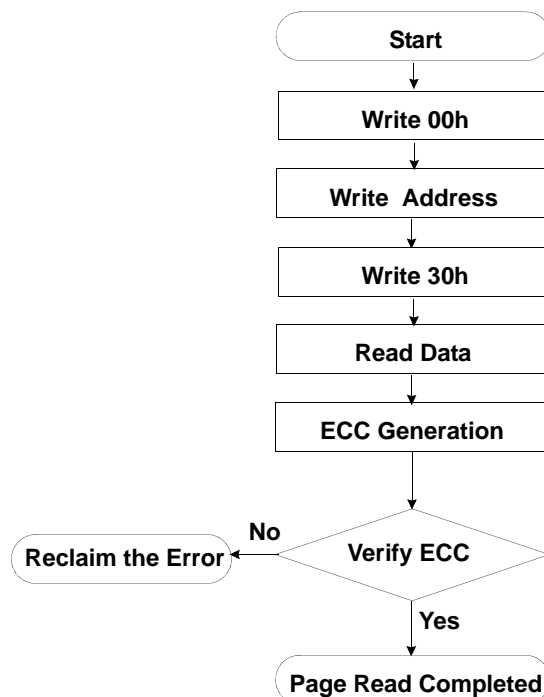 Start
Write 00h
Write Address
Write 30h
Read Data
ECC Generation
No
Reclaim the Error
Verify ECC
Yes
Page Read Completed